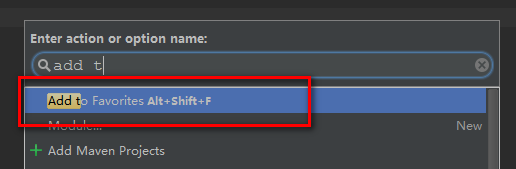 Enter action or option name:
add t
Add to Favorites Alt+Shift+F
Module... New
Add Maven Projects